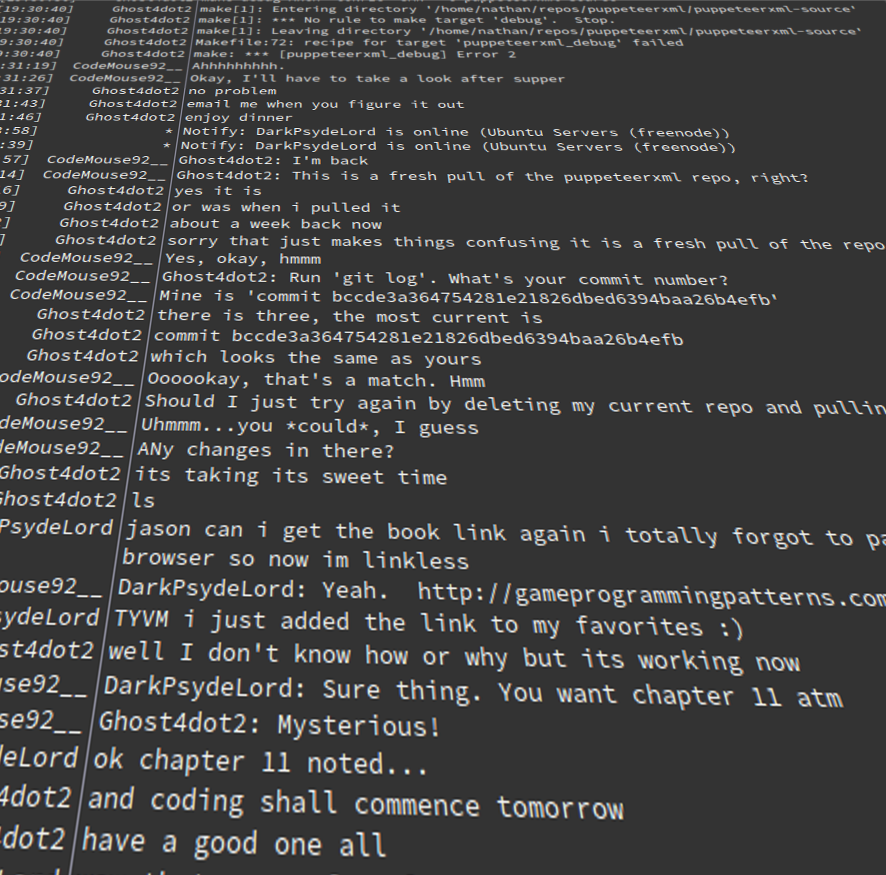 [19:30:40] Ghost4dot2 make[1]: Entering directory '/home/nathan/repos/puppeteerxml/puppeteerxml-source'
19:30:40] Ghost4dot2 make[1]: *** No rule to make target 'debug'.  Stop.
9:30:40] Ghost4dot2 make[1]: Leaving directory '/home/nathan/repos/puppeteerxml/puppeteerxml-source'
9:30:40] Ghost4dot2 Makefile:72: recipe for target 'puppeteerxml_debug' failed
:30:40] Ghost4dot2 make: *** [puppeteerxml_debug] Error 2
:31:19] CodeMouse92__ Ahhhhhhhhh.
:31:26] CodeMouse92__ Okay, I'll have to take a look after supper
31:37] Ghost4dot2 no problem
31:43] Ghost4dot2 email me when you figure it out
1:46] Ghost4dot2 enjoy dinner
:58] * Notify: DarkPsydeLord is online (Ubuntu Servers (freenode))
:39] * Notify: DarkPsydeLord is online (Ubuntu Servers (freenode))
57] CodeMouse92__ Ghost4dot2: I'm back
14] CodeMouse92__ Ghost4dot2: This is a fresh pull of the puppeteerxml repo, right?
6] Ghost4dot2 yes it is
9] Ghost4dot2 or was when i pulled it
] Ghost4dot2 about a week back now
] Ghost4dot2 sorry that just makes things confusing it is a fresh pull of the repo
CodeMouse92__ Yes, okay, hmmm
CodeMouse92__ Ghost4dot2: Run 'git log'. What's your commit number?
CodeMouse92__ Mine is 'commit bccde3a364754281e21826dbed6394baa26b4efb'
Ghost4dot2 there is three, the most current is
Ghost4dot2 commit bccde3a364754281e21826dbed6394baa26b4efb
Ghost4dot2 which looks the same as yours
odeMouse92__ Ooookay, that's a match. Hmm
Ghost4dot2 Should I just try again by deleting my current repo and pullin
deMouse92__ Uhmmm...you *could*, I guess
deMouse92__ ANy changes in there?
Ghost4dot2 its taking its sweet time
Ghost4dot2 ls
PsydeLord jason can i get the book link again i totally forgot to pa
browser so now im linkless
ouse92__ DarkPsydeLord: Yeah.  http://gameprogrammingpatterns.com
sydeLord TYVM i just added the link to my favorites :)
st4dot2 well I don't know how or why but its working now
use92__ DarkPsydeLord: Sure thing. You want chapter 11 atm
se92__ Ghost4dot2: Mysterious!
deLord ok chapter 11 noted...
4dot2 and coding shall commence tomorrow
dot2 have a good one all